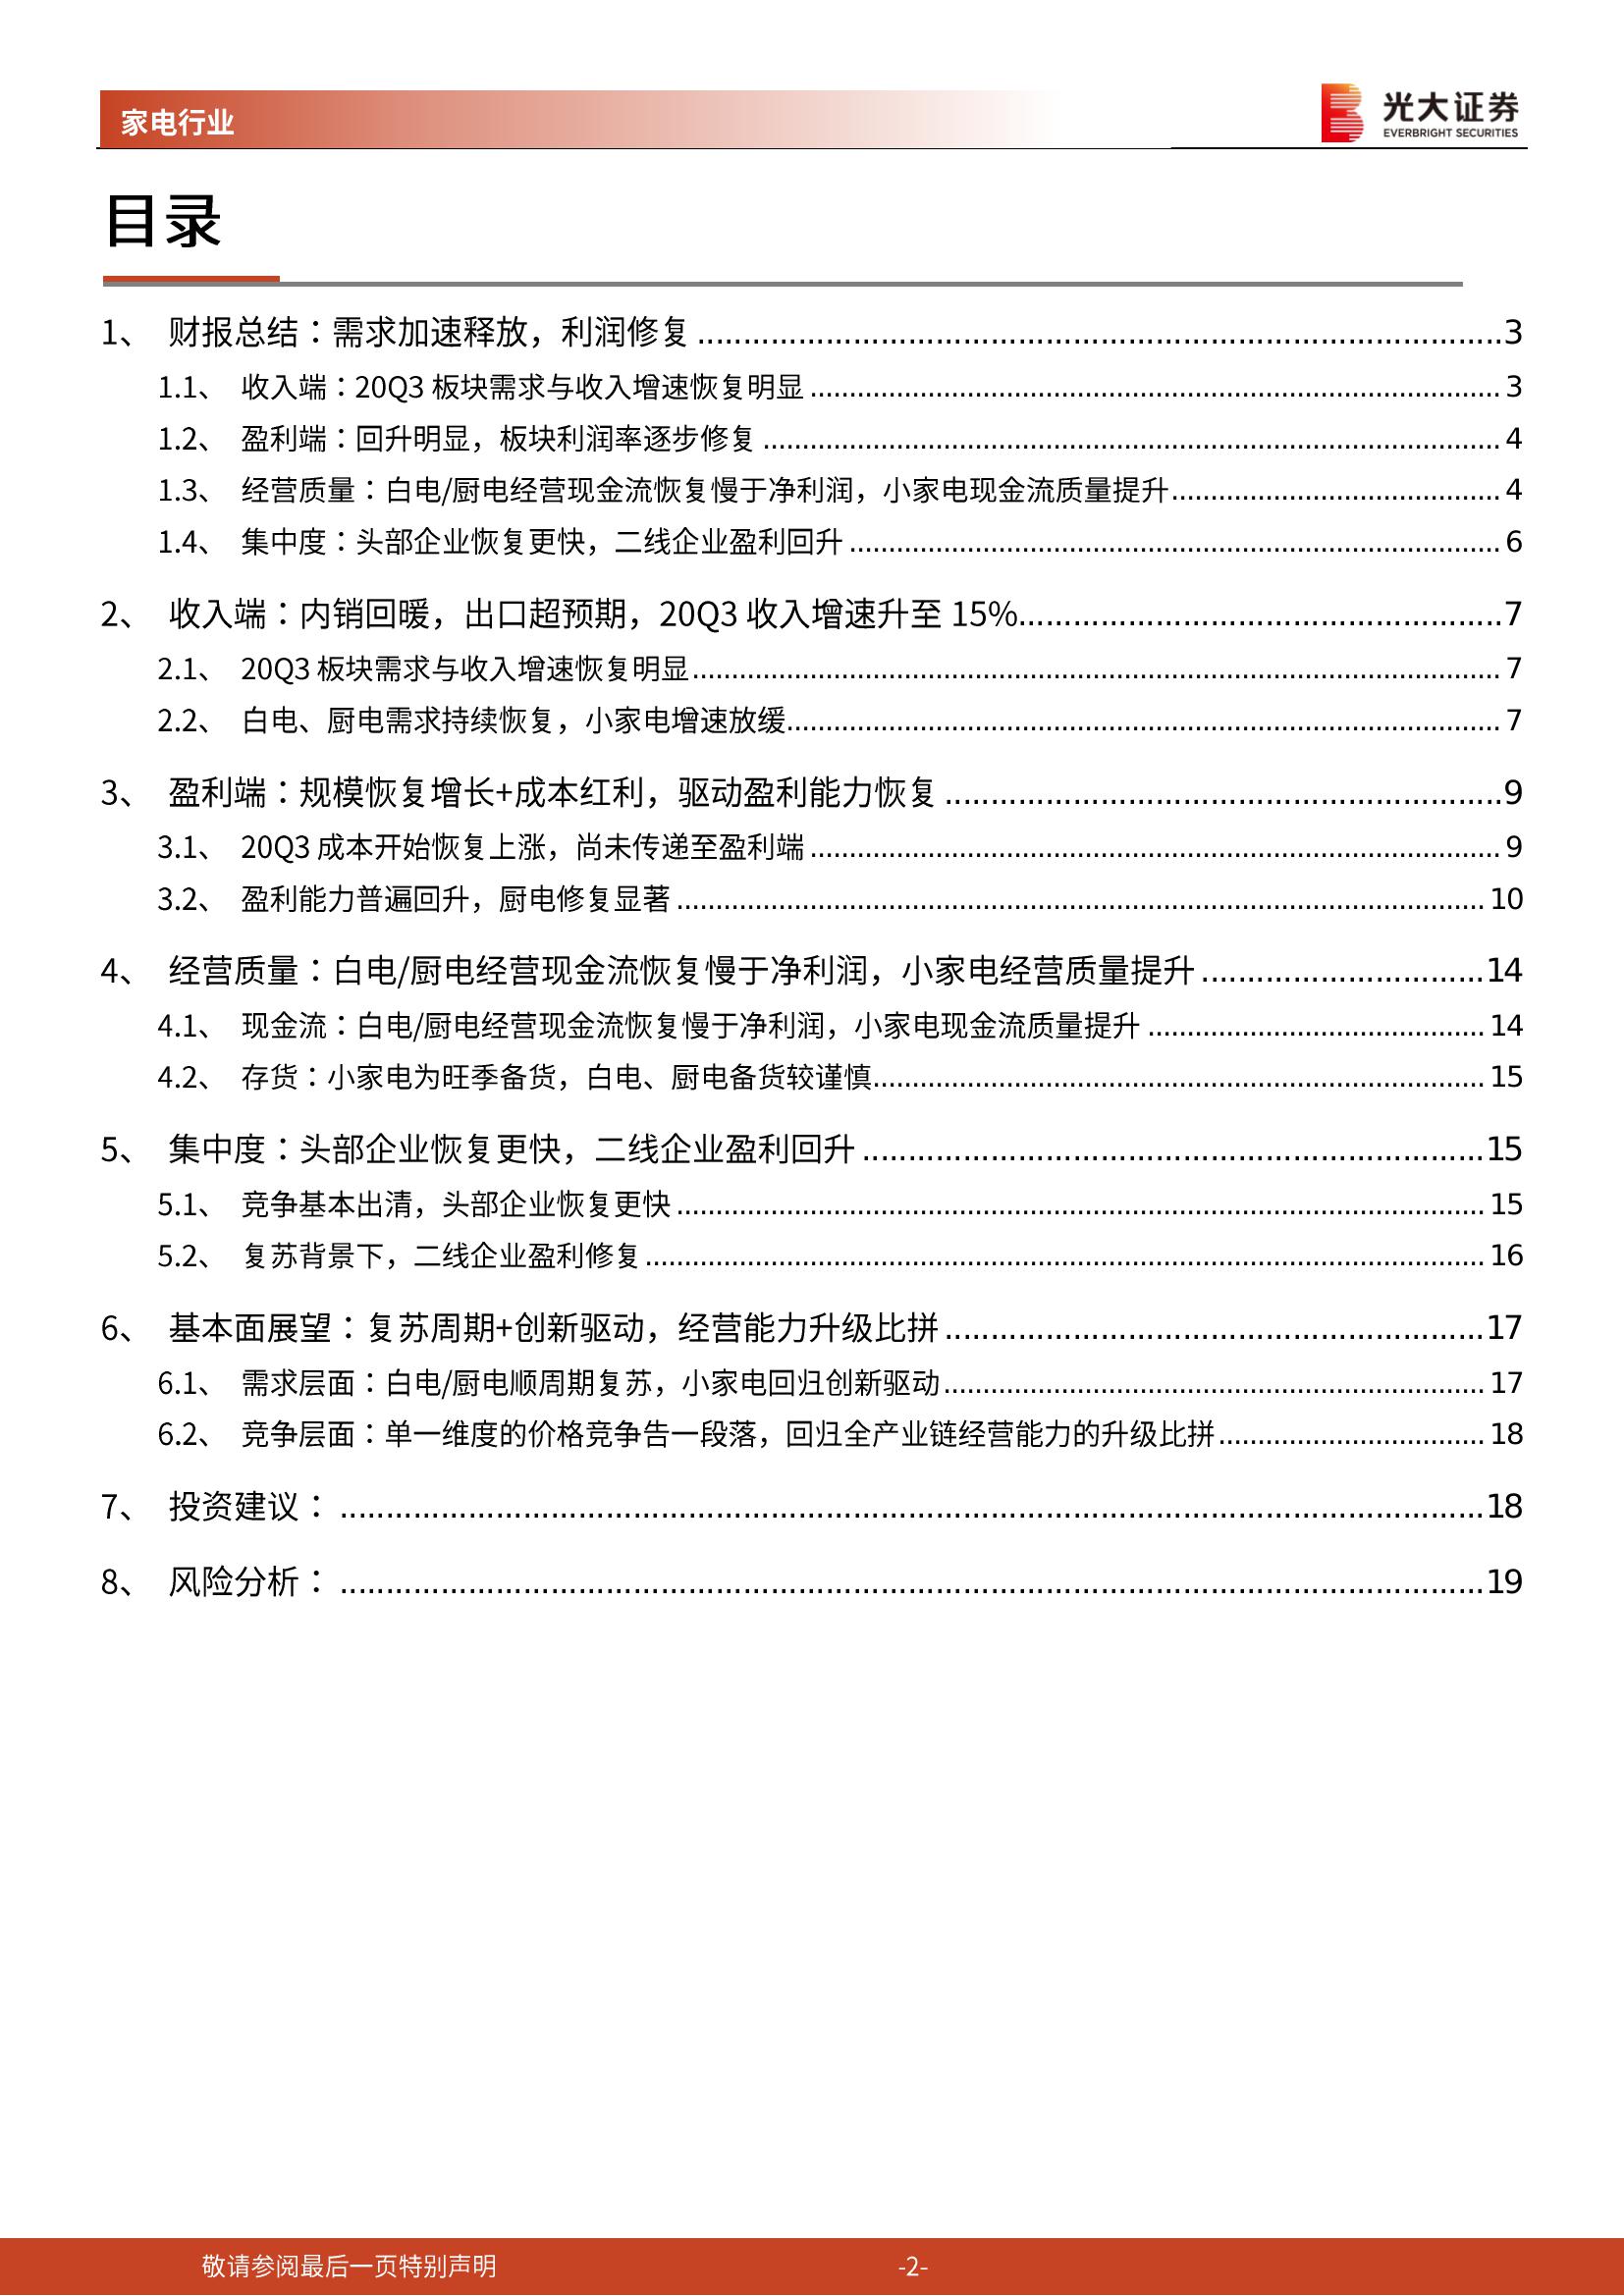 家电行业
光大证券
EVERBRIGHT SECURITIES
目录
1、 财报总结：需求加速释放，利润修复 ........ 3
1.1、 收入端：20Q3 板块需求与收入增速恢复明显 ........ 3
1.2、 盈利端：回升明显，板块利润率逐步修复 ........ 4
1.3、 经营质量：白电/厨电经营现金流恢复慢于净利润，小家电现金流质量提升 ........ 4
1.4、 集中度：头部企业恢复更快，二线企业盈利回升 ........ 6
2、 收入端：内销回暖，出口超预期，20Q3 收入增速升至 15% ........ 7
2.1、 20Q3 板块需求与收入增速恢复明显 ........ 7
2.2、 白电、厨电需求持续恢复，小家电增速放缓 ........ 7
3、 盈利端：规模恢复增长+成本红利，驱动盈利能力恢复 ........ 9
3.1、 20Q3 成本开始恢复上涨，尚未传递至盈利端 ........ 9
3.2、 盈利能力普遍回升，厨电修复显著 ........ 10
4、 经营质量：白电/厨电经营现金流恢复慢于净利润，小家电经营质量提升 ........ 14
4.1、 现金流：白电/厨电经营现金流恢复慢于净利润，小家电现金流质量提升 ........ 14
4.2、 存货：小家电为旺季备货，白电、厨电备货较谨慎 ........ 15
5、 集中度：头部企业恢复更快，二线企业盈利回升 ........ 15
5.1、 竞争基本出清，头部企业恢复更快 ........ 15
5.2、 复苏背景下，二线企业盈利修复 ........ 16
6、 基本面展望：复苏周期+创新驱动，经营能力升级比拼 ........ 17
6.1、 需求层面：白电/厨电顺周期复苏，小家电回归创新驱动 ........ 17
6.2、 竞争层面：单一维度的价格竞争告一段落，回归全产业链经营能力的升级比拼 ........ 18
7、 投资建议： ........ 18
8、 风险分析： ........ 19
敬请参阅最后一页特别声明
-2-